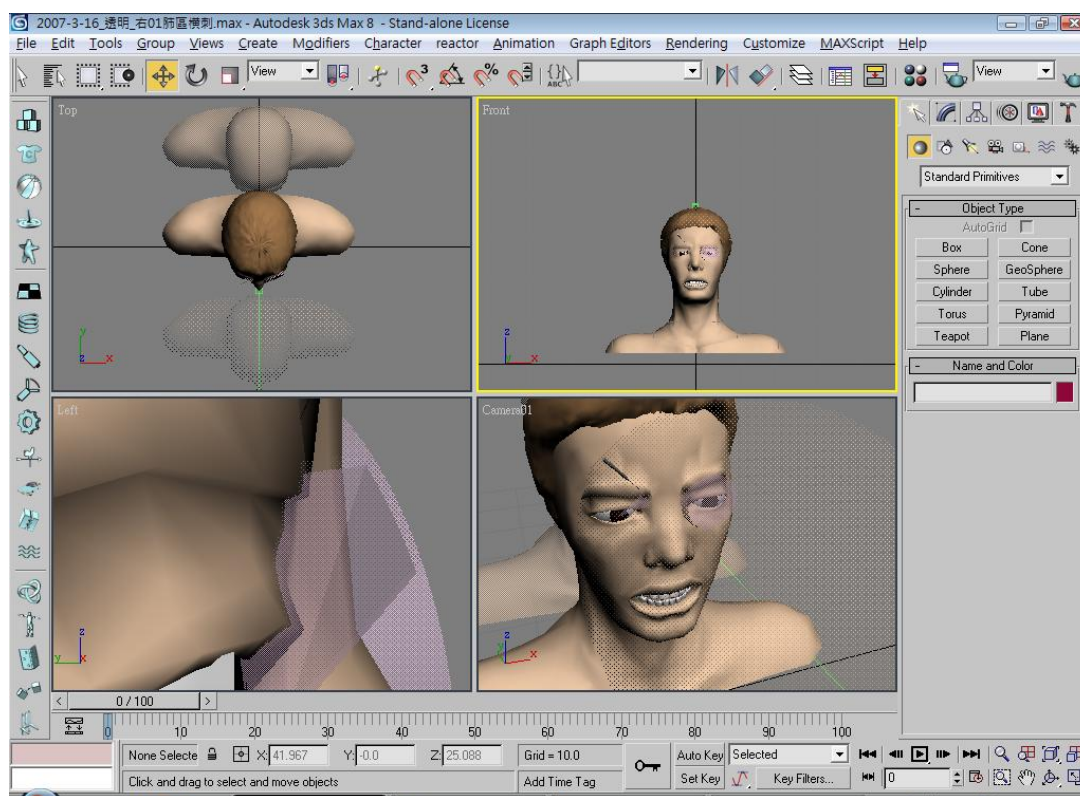 2007-3-16_透明_右01筋區橫刺.max - Autodesk 3ds Max 8 - Stand-alone License
File Edit Tools Group Views Create Modifiers Character reactor Animation Graph Editors Rendering Customize MAXScript Help
View
View
Top
Front
Standard Primitives
- Object Type
AutoGrid
Box Cone
Sphere GeoSphere
Cylinder Tube
Torus Pyramid
Teapot Plane
- Name and Color
Left
Camera01
y
z x
z
x
z
y x
z
y x
< 0 / 100 >
0 10 20 30 40 50 60 70 80 90 100
None Selecte X: 41.967 Y: -0.0 Z: 25.088 Grid = 10.0 Auto Key Selected
Click and drag to select and move objects Add Time Tag Set Key Key Filters... 0